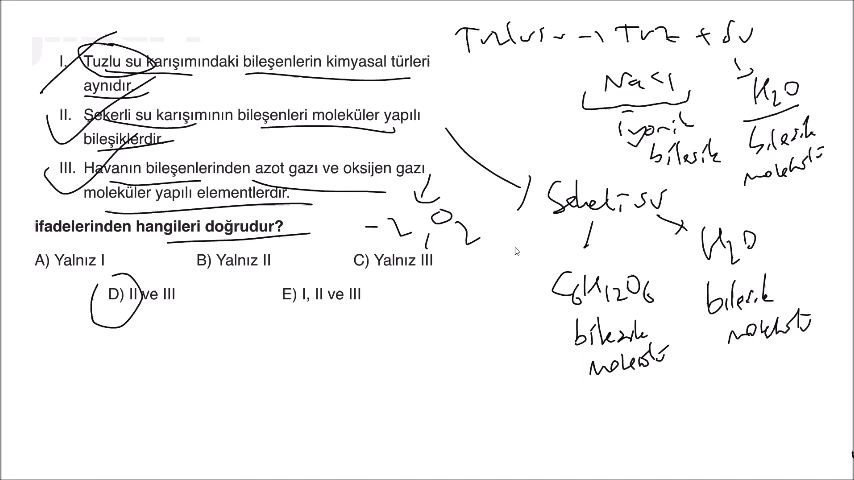 I. Tuzlu su karışımındaki bileşenlerin kimyasal türleri
aynıdır.
II. Şekerli su karışımının bileşenleri moleküler yapılı
bileşiklerdir.
III. Havanın bileşenlerinden azot gazı ve oksijen gazı
moleküler yapılı elementlerdir.
ifadelerinden hangileri doğrudur?
A) Yalnız I B) Yalnız II C) Yalnız III
D) II ve III E) I, II ve III
Tuzlu su → Tuz + su
NaCl
iyonik
bileşik
H2O
bileşik
molekülü
Şekerli su
C6H12O6
bileşik
molekülü
H2O
bileşik
molekülü
O2